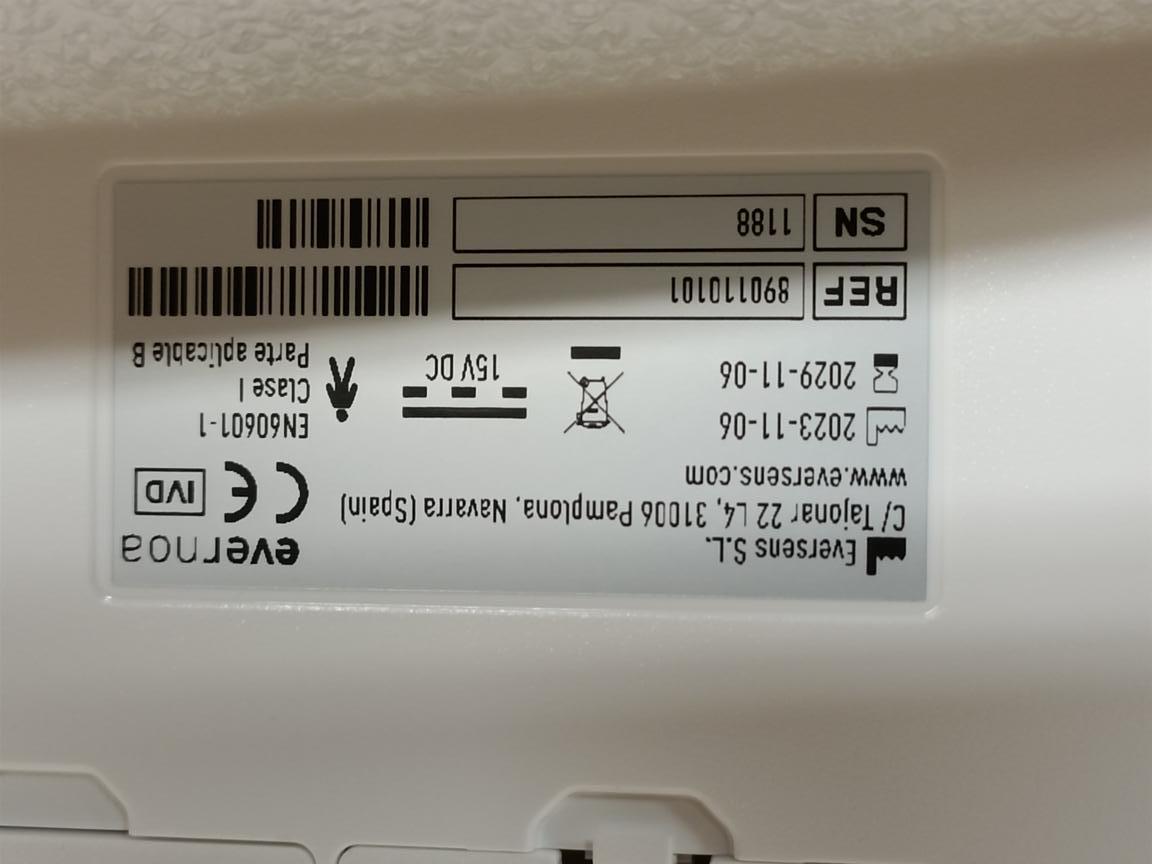 Eversens S.L.
C/ Tajonar 22 L4, 31006 Pamplona, Navarra (Spain)
www.eversens.com
evernoa
CE
IVD
2023-11-06
2029-11-06
15V DC
EN60601-1
Clase I
Parte aplicable B
REF 890110101
SN 1188